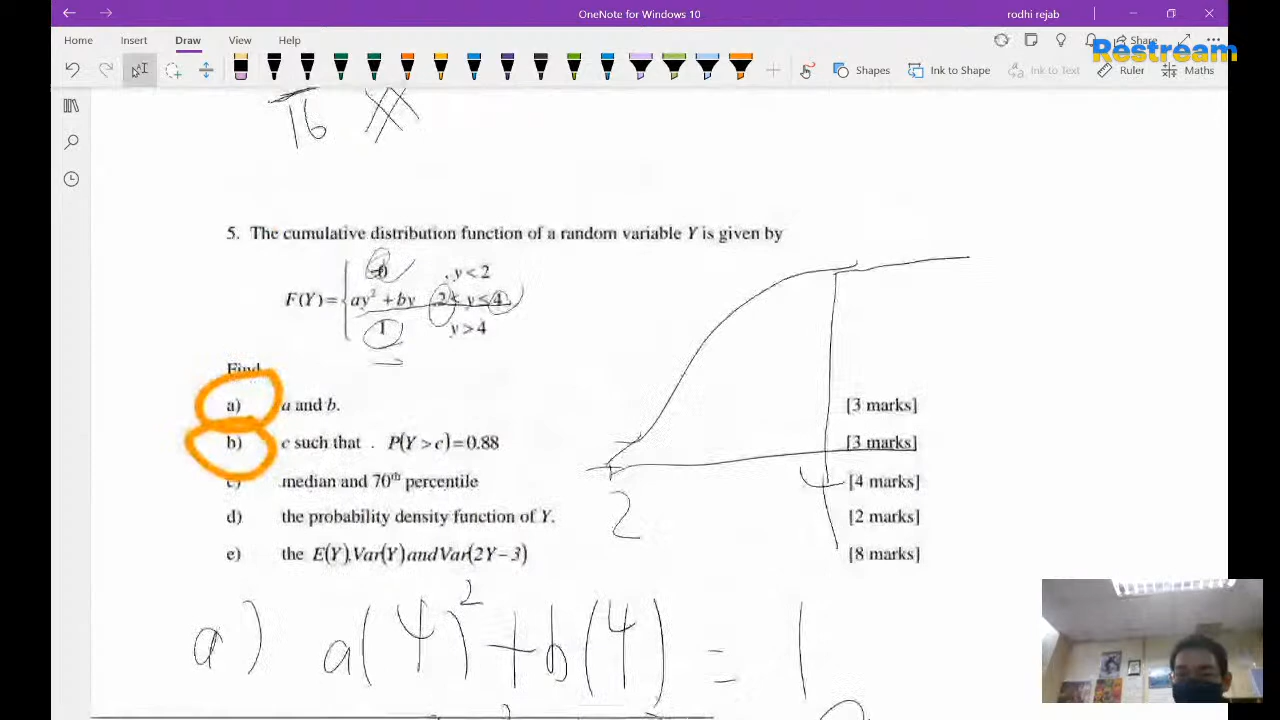 OneNote for Windows 10
rodhi rejab
Home Insert Draw View Help
Share
Restream
Shapes Ink to Shape Ink to Text Ruler Maths
16
5. The cumulative distribution function of a random variable Y is given by
0 , y < 2
F(Y) = { ay² + by 2 ≤ y ≤ 4
1 y > 4
Find
a) a and b. [3 marks]
b) c such that . P(Y > c) = 0.88 [3 marks]
c) median and 70th percentile [4 marks]
d) the probability density function of Y. [2 marks]
e) the E(Y),Var(Y) and Var(2Y − 3) [8 marks]
2
a) a(4)² + b(4) = 1